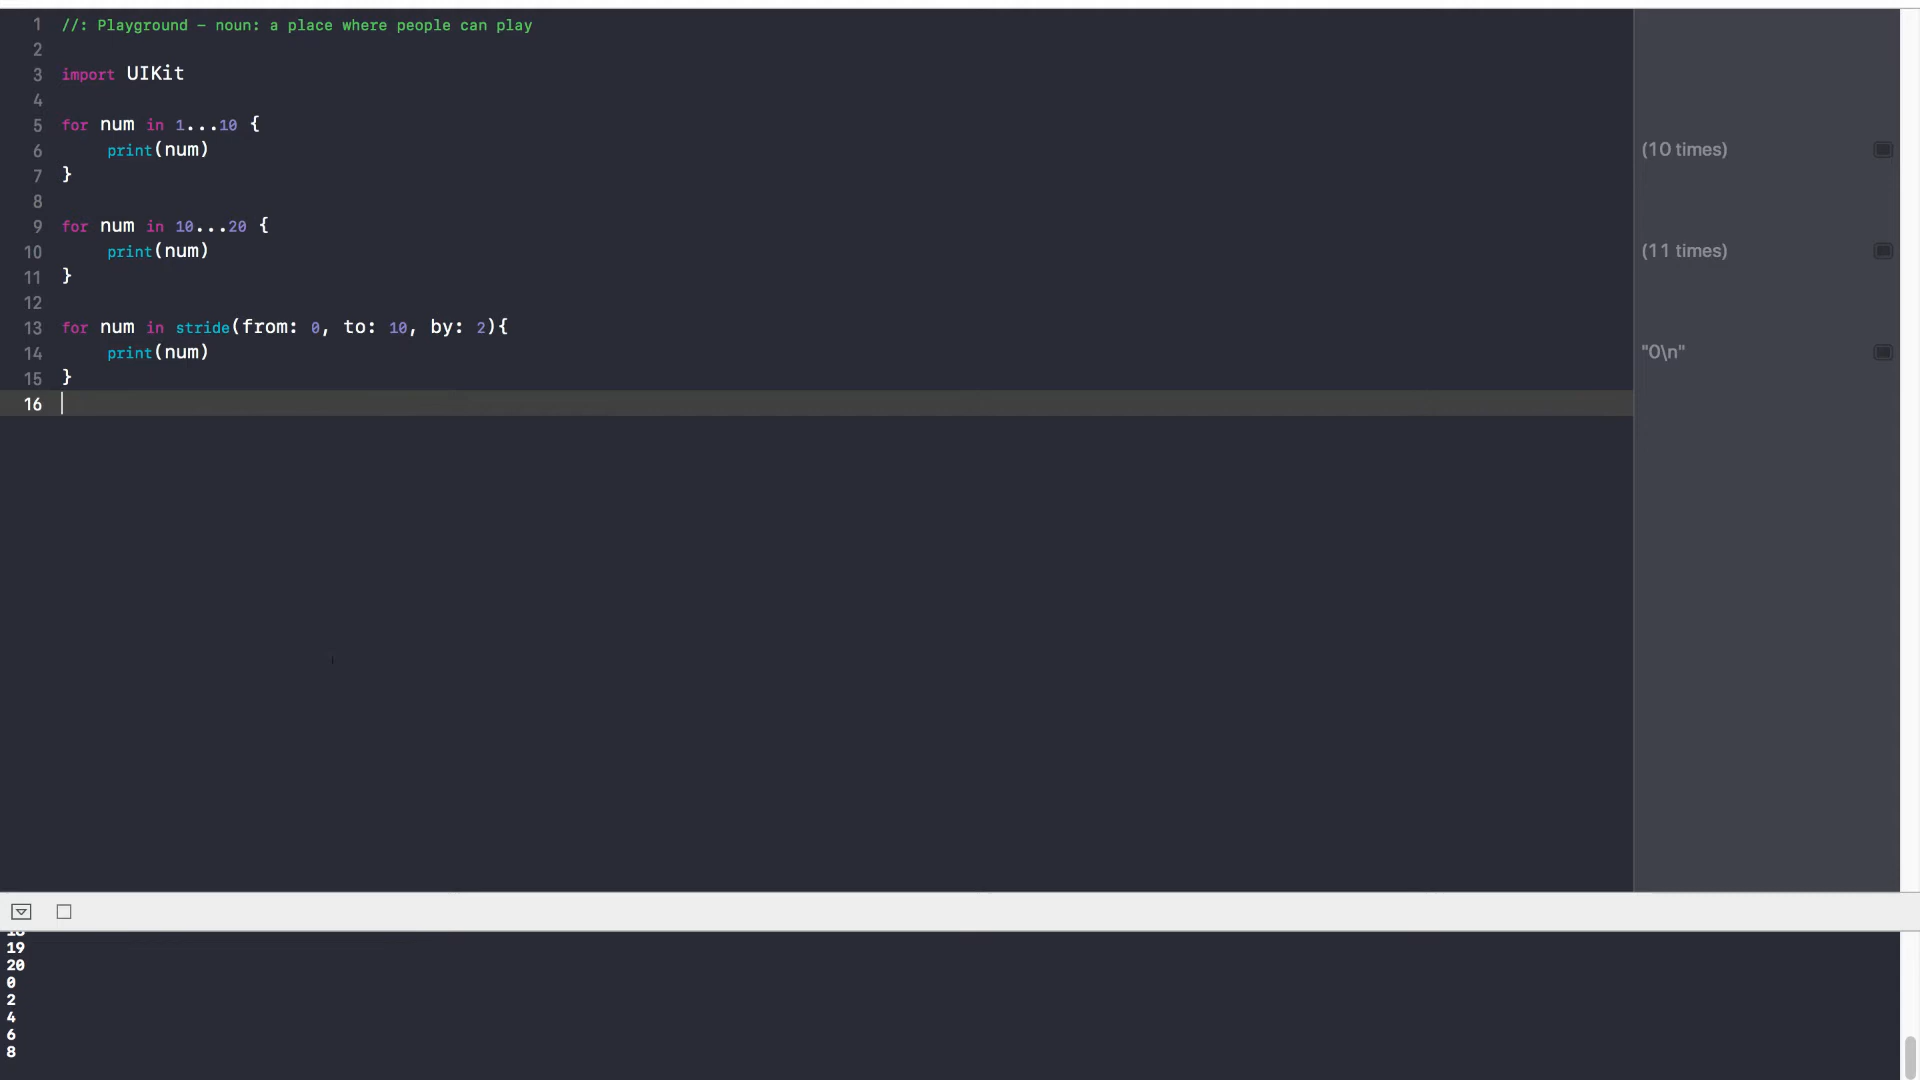 1 //: Playground - noun: a place where people can play
2
3 import UIKit
4
5 for num in 1...10 {
6 print(num) (10 times)
7 }
8
9 for num in 10...20 {
10 print(num) (11 times)
11 }
12
13 for num in stride(from: 0, to: 10, by: 2){
14 print(num) "0\n"
15 }
16
19
20
0
2
4
6
8